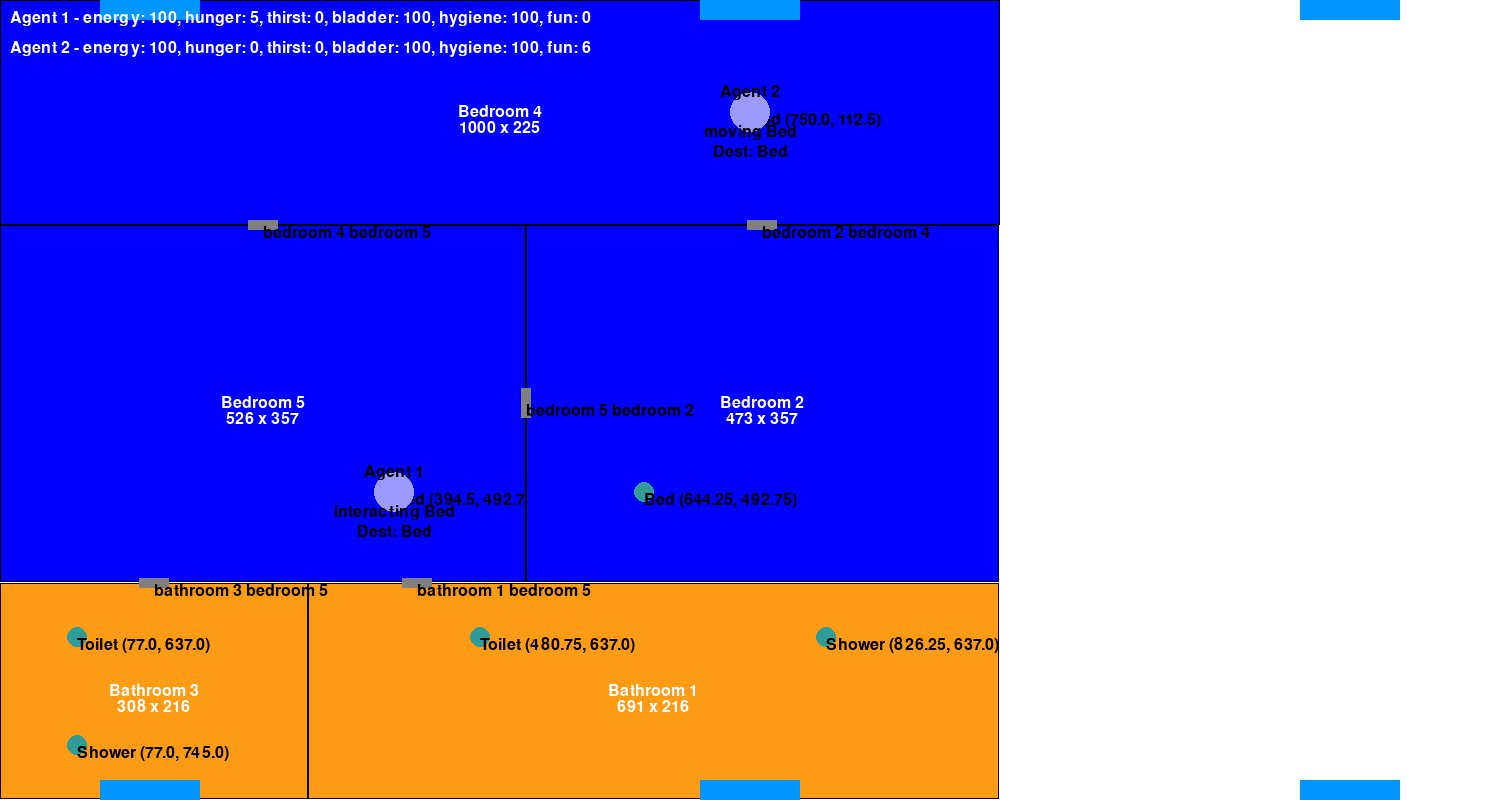 Agent 1 - energy: 100, hunger: 5, thirst: 0, bladder: 100, hygiene: 100, fun: 0
Agent 2 - energy: 100, hunger: 0, thirst: 0, bladder: 100, hygiene: 100, fun: 6
Agent 2
Bedroom 4
1000 x 225
d (750.0, 112.5)
moving Bed
Dest: Bed
bedroom 4 bedroom 5
bedroom 2 bedroom 4
Bedroom 5
526 x 357
bedroom 5 bedroom 2
Bedroom 2
473 x 357
Agent 1
d (394.5, 492.7
interacting Bed
Dest: Bed
Bed (644.25, 492.75)
bathroom 3 bedroom 5
bathroom 1 bedroom 5
Toilet (77.0, 637.0)
Toilet (480.75, 637.0)
Shower (826.25, 637.0)
Bathroom 3
308 x 216
Bathroom 1
691 x 216
Shower (77.0, 745.0)